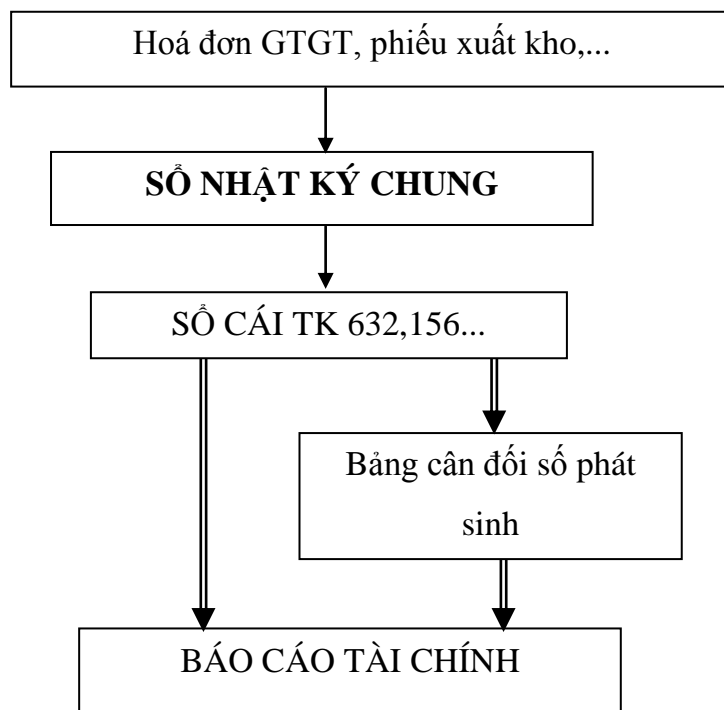 Hoá đơn GTGT, phiếu xuất kho,...
SỔ NHẬT KÝ CHUNG
SỔ CÁI TK 632,156...
Bảng cân đối số phát
sinh
BÁO CÁO TÀI CHÍNH